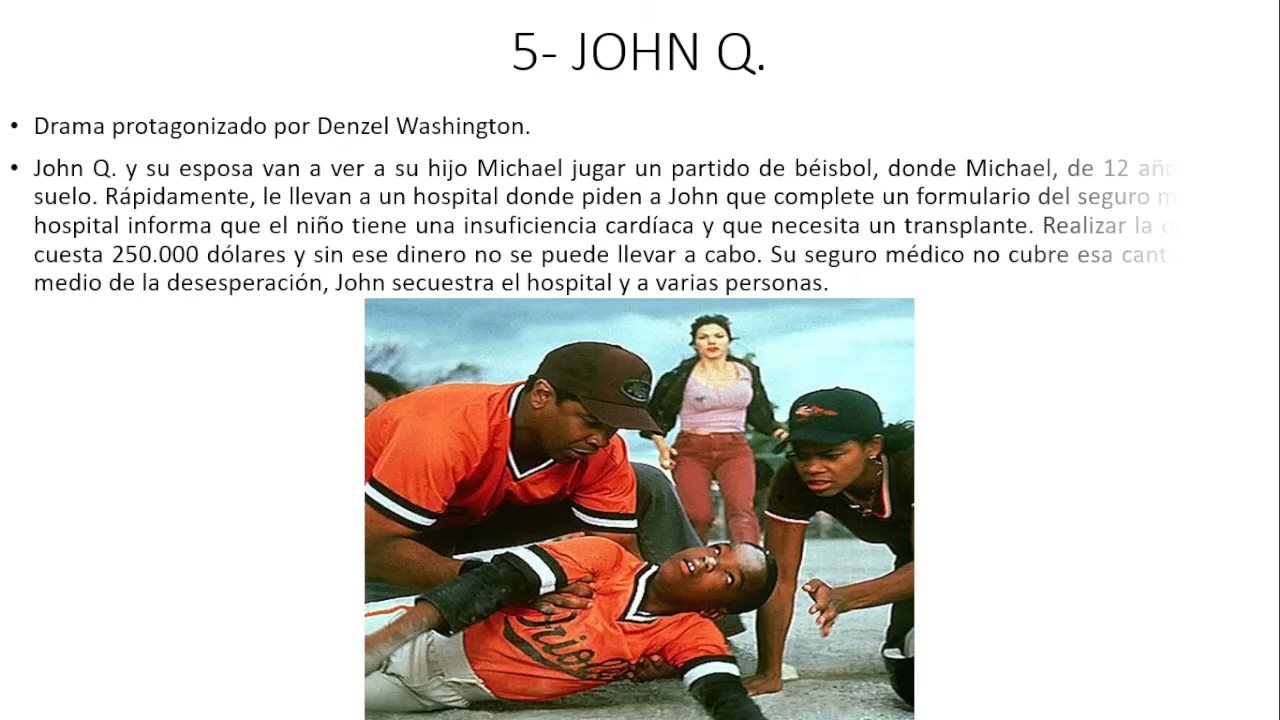 5- JOHN Q.
• Drama protagonizado por Denzel Washington.
• John Q. y su esposa van a ver a su hijo Michael jugar un partido de béisbol, donde Michael, de 12
suelo. Rápidamente, le llevan a un hospital donde piden a John que complete un formulario del seguro
hospital informa que el niño tiene una insuficiencia cardíaca y que necesita un transplante. Realizar la
cuesta 250.000 dólares y sin ese dinero no se puede llevar a cabo. Su seguro médico no cubre esa
medio de la desesperación, John secuestra el hospital y a varias personas.
Oriol